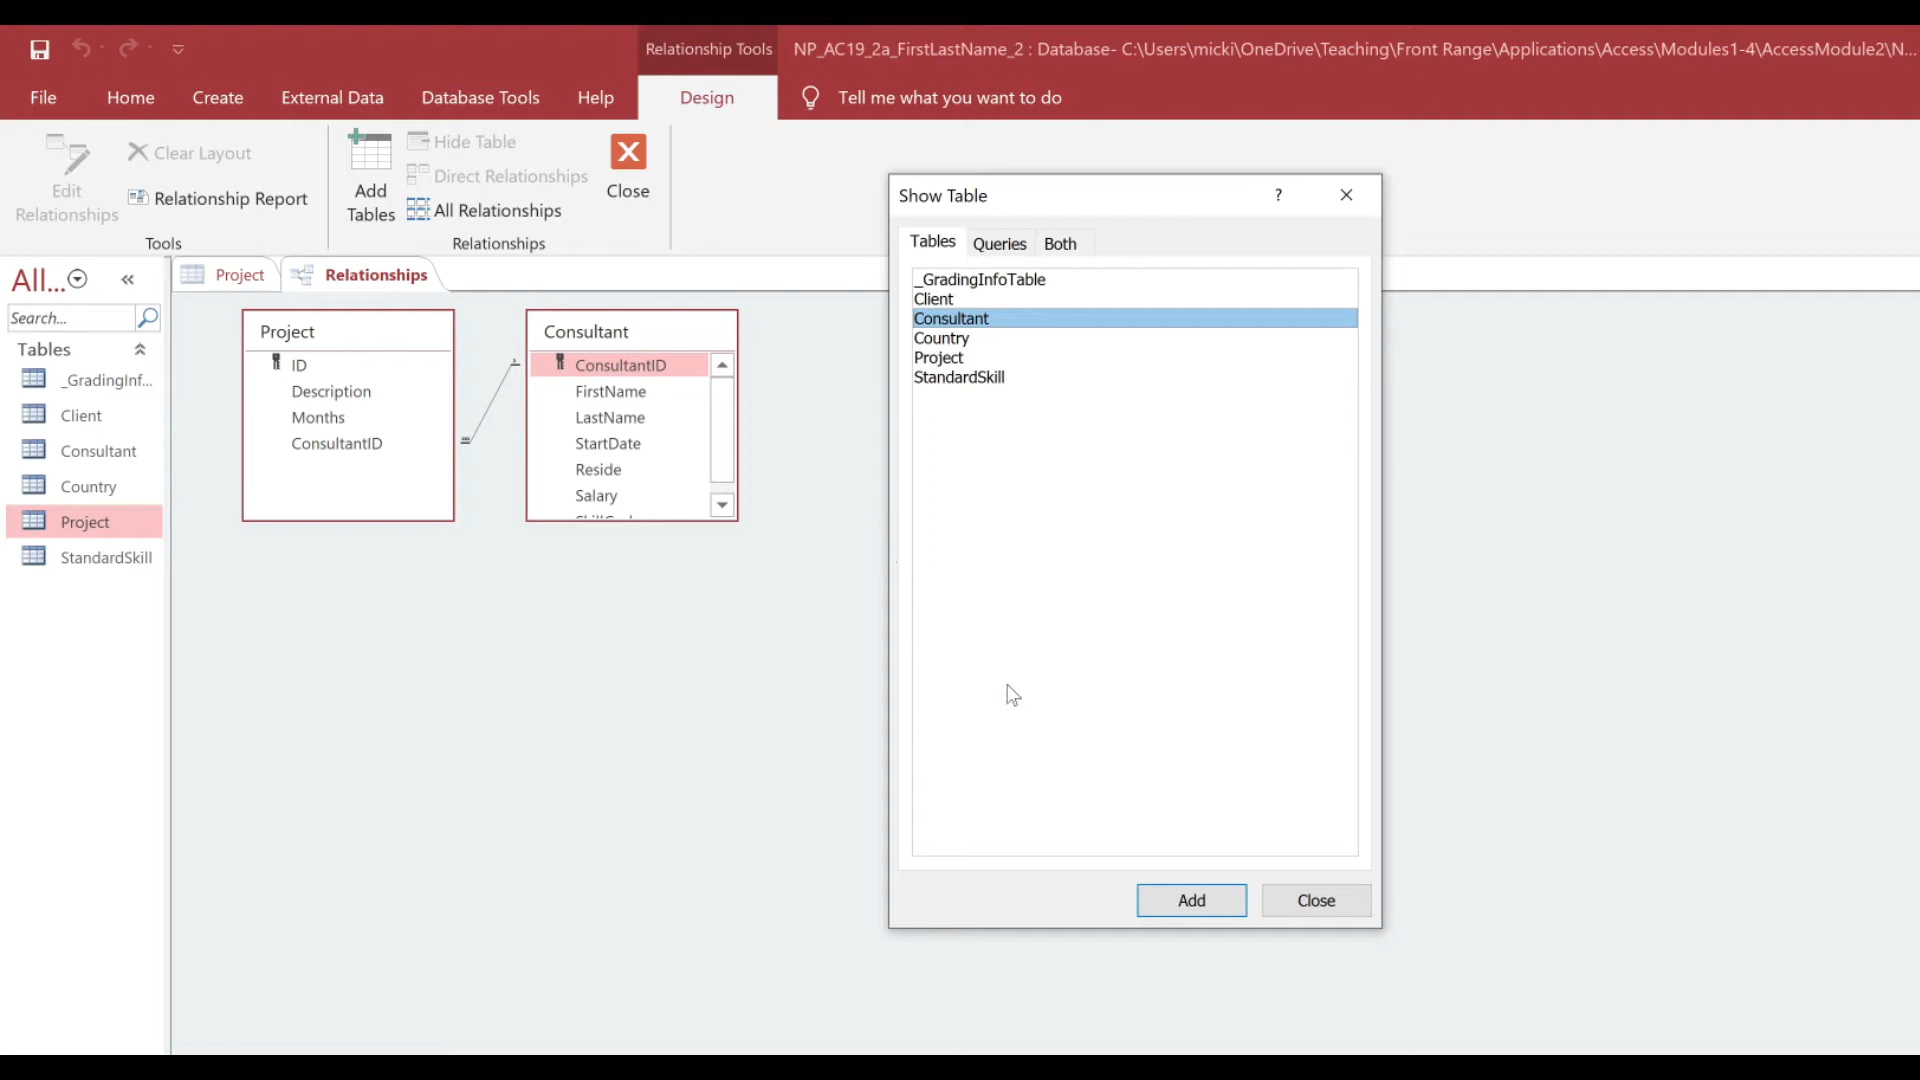 Relationship Tools
NP_AC19_2a_FirstLastName_2 : Database- C:\Users\micki\OneDrive\Teaching\Front Range\Applications\Access\Modules1-4\AccessModule2\N...
File
Home
Create
External Data
Database Tools
Help
Design
Tell me what you want to do
Edit
Relationships
Clear Layout
Relationship Report
Tools
Add
Tables
Hide Table
Direct Relationships
All Relationships
Close
Relationships
Show Table
?
Tables
Queries
Both
_GradingInfoTable
Client
Consultant
Country
Project
StandardSkill
Add
Close
All...
Search...
Tables
_GradingInf...
Client
Consultant
Country
Project
StandardSkill
Project
Relationships
Project
ID
Description
Months
ConsultantID
Consultant
ConsultantID
FirstName
LastName
StartDate
Reside
Salary